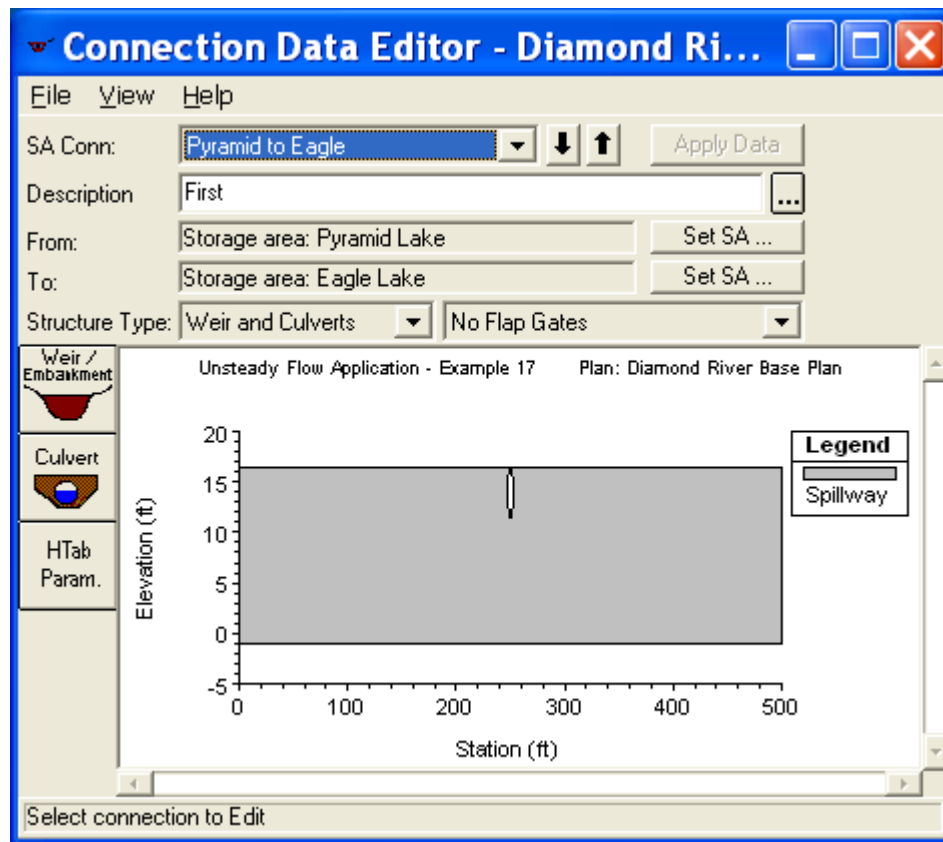 Connection Data Editor - Diamond Ri...
File View Help
SA Conn: Pyramid to Eagle Apply Data
Description First ...
From: Storage area: Pyramid Lake Set SA ...
To: Storage area: Eagle Lake Set SA ...
Structure Type: Weir and Culverts No Flap Gates
Weir /
Embankment
Culvert
HTab
Param.
Unsteady Flow Application - Example 17 Plan: Diamond River Base Plan
20
15
10
5
0
-5
Elevation (ft)
0 100 200 300 400 500
Station (ft)
Legend
Spillway
Select connection to Edit